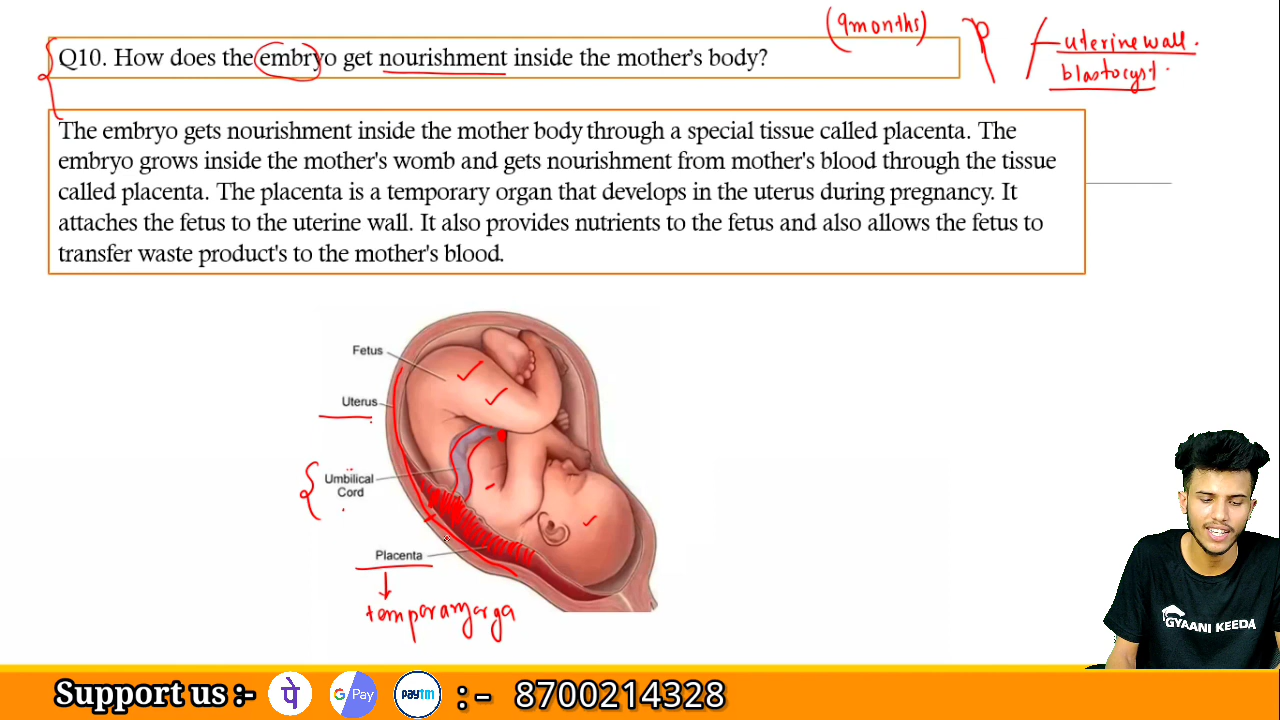 (9months)
Q10. How does the embryo get nourishment inside the mother's body?
P
uterine wall.
blastocyst.
The embryo gets nourishment inside the mother body through a special tissue called placenta. The
embryo grows inside the mother's womb and gets nourishment from mother's blood through the tissue
called placenta. The placenta is a temporary organ that develops in the uterus during pregnancy. It
attaches the fetus to the uterine wall. It also provides nutrients to the fetus and also allows the fetus to
transfer waste product's to the mother's blood.
Fetus
Uterus
Umbilical
Cord
Placenta
GYAANI KEEDA
Support us :- पे G Pay paytm : - 8700214328